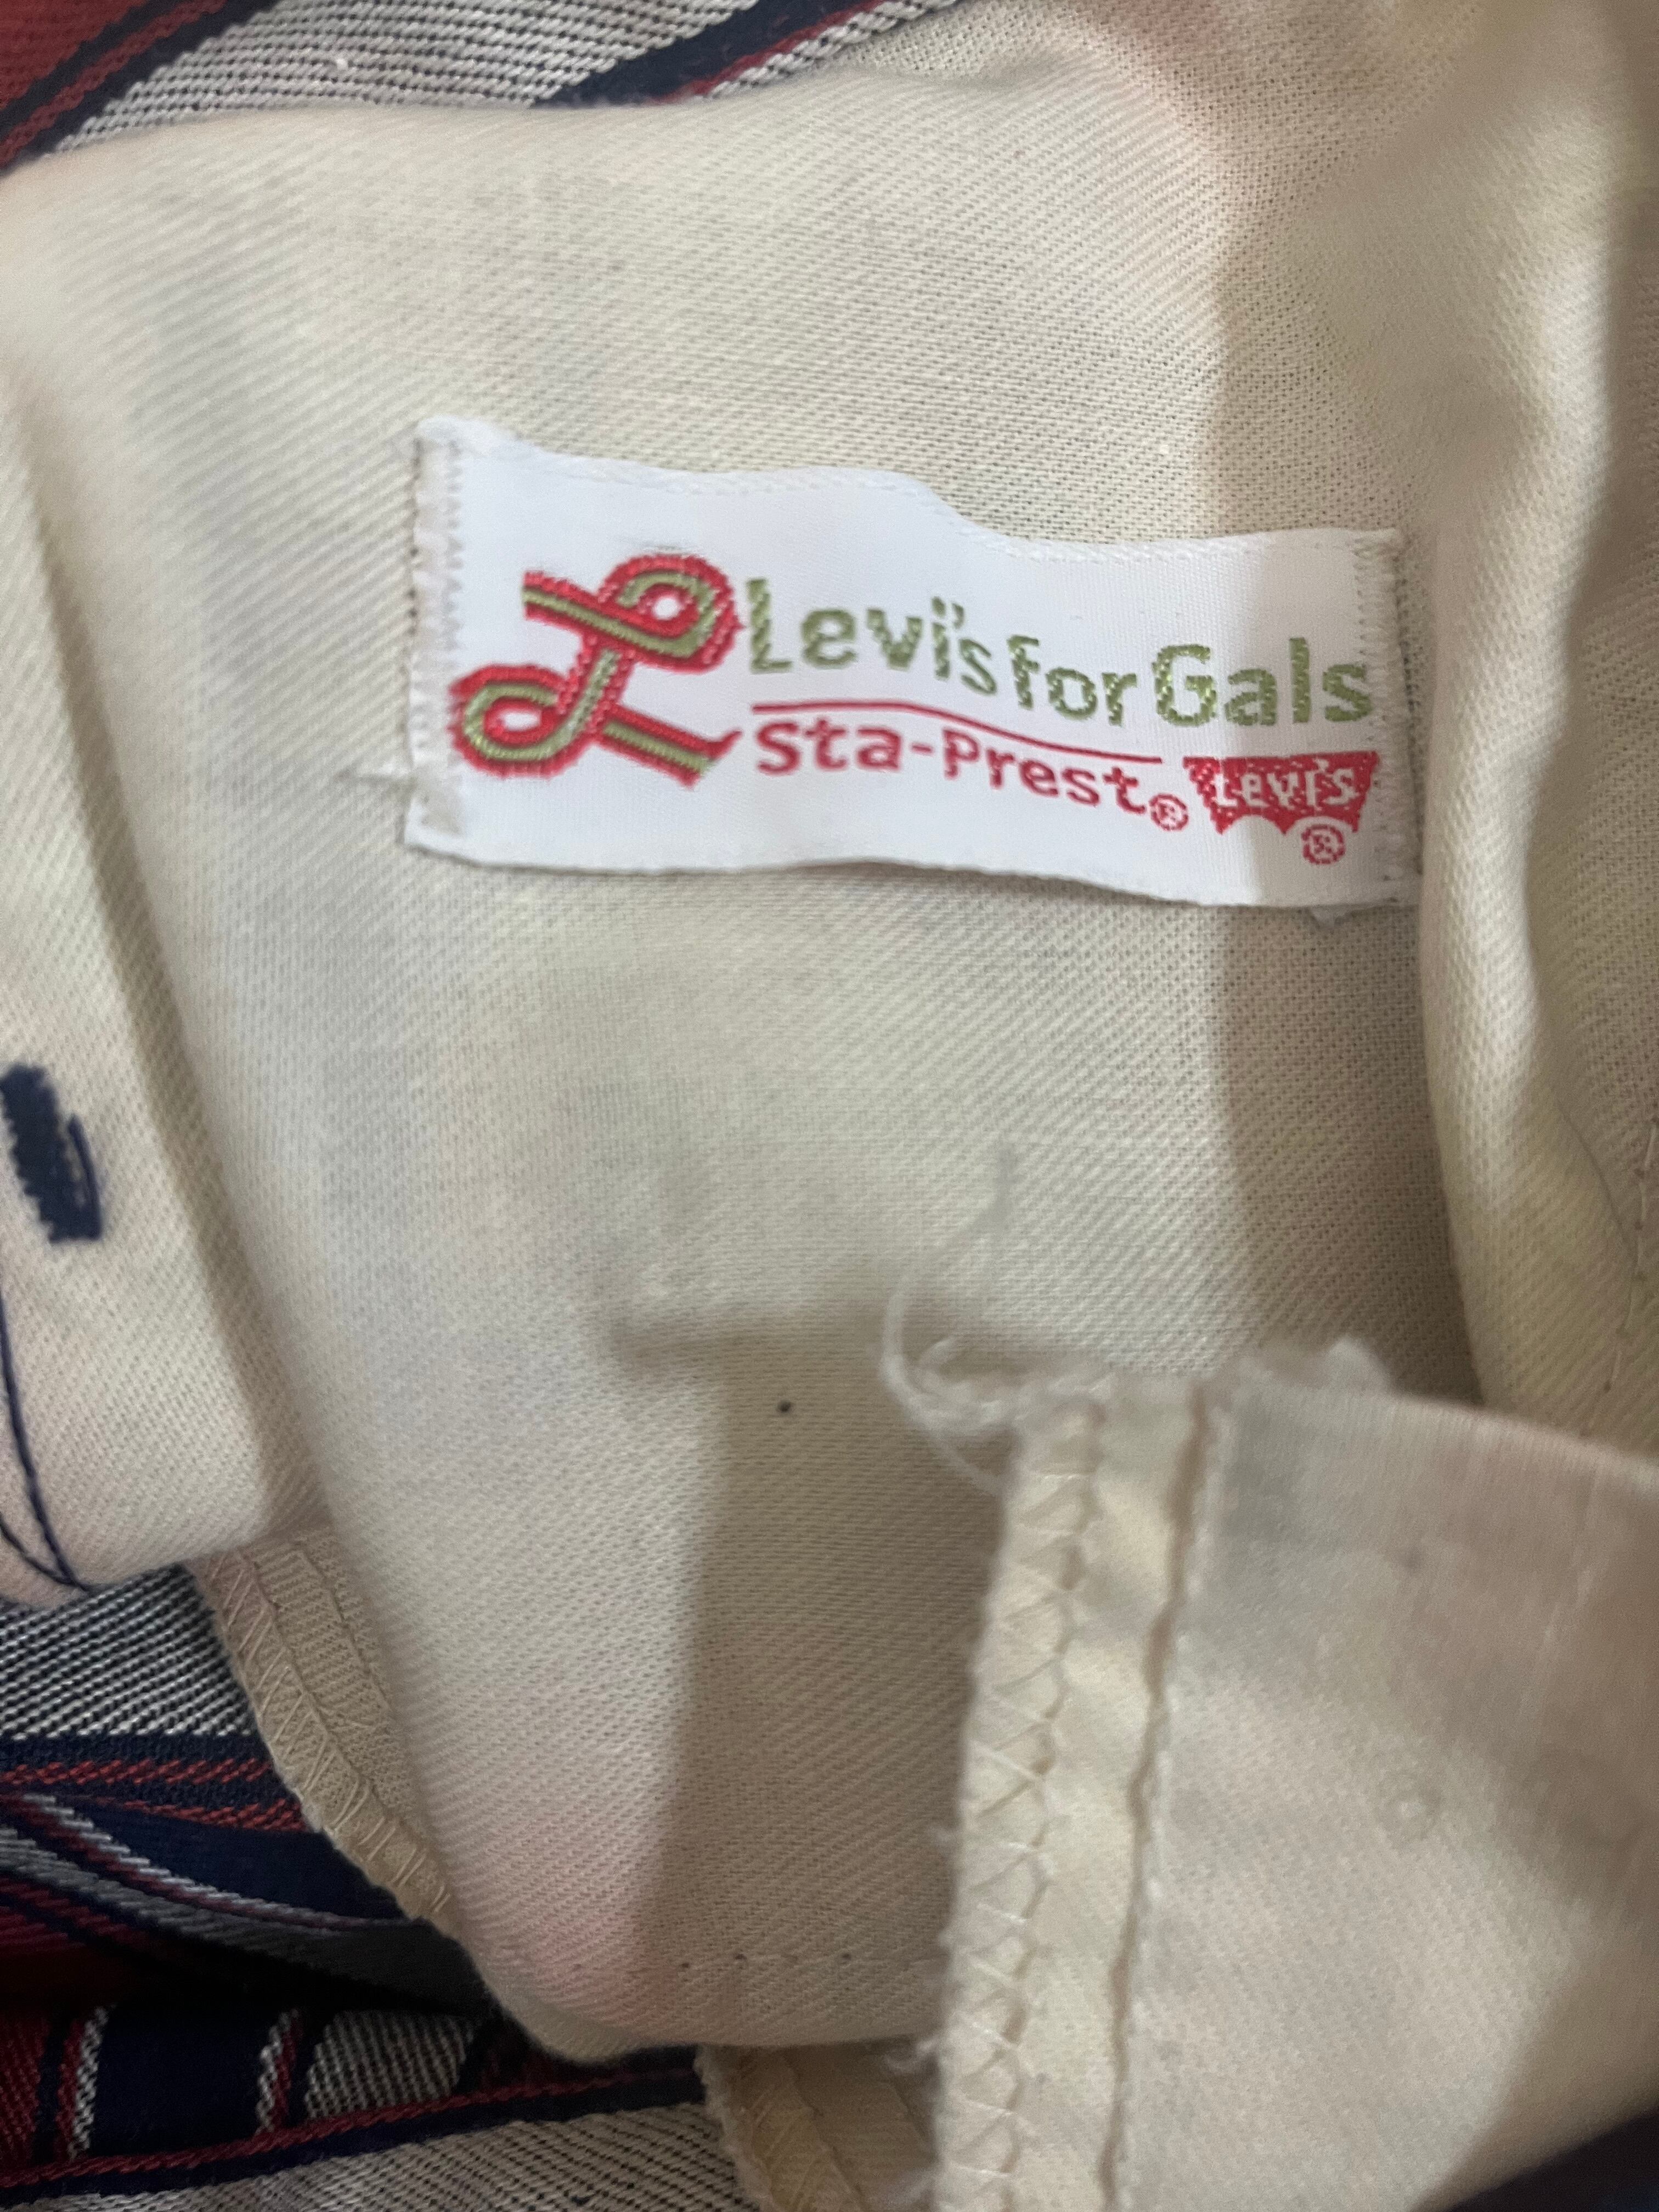 L Levi's for Gals
Sta-Prest® Levi's
®